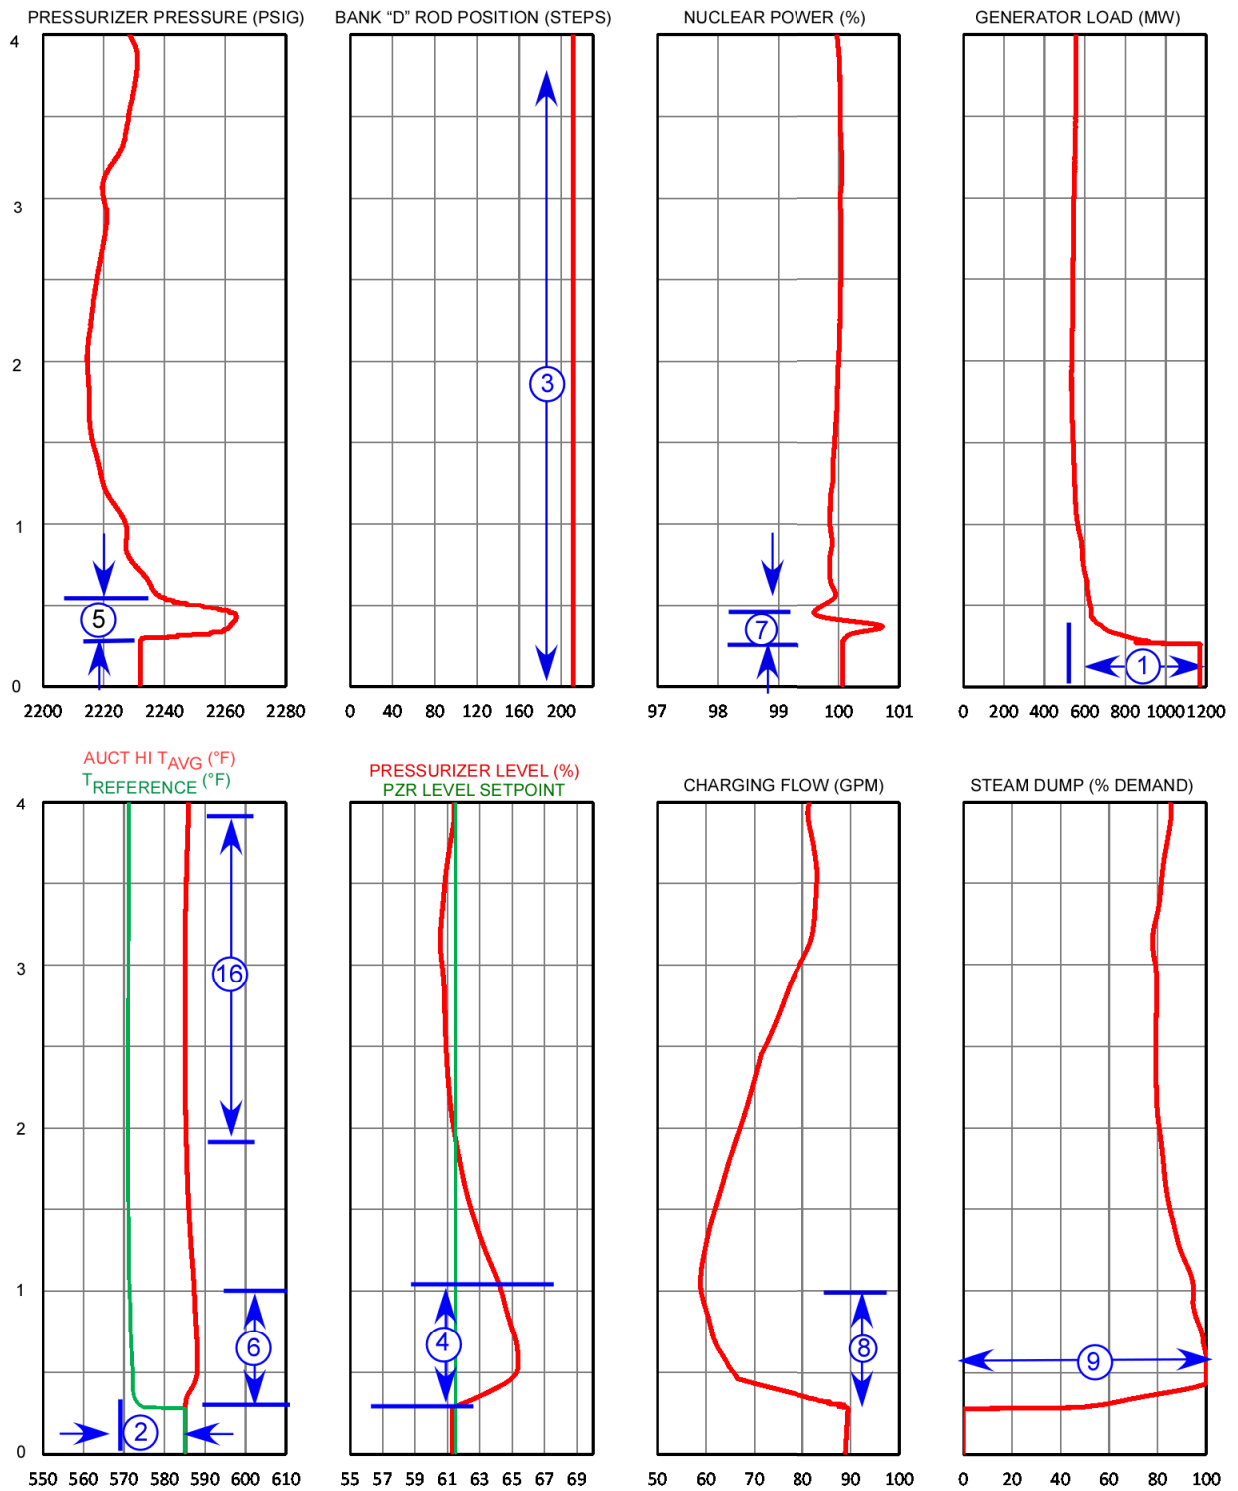 PRESSURIZER PRESSURE (PSIG)
BANK “D” ROD POSITION (STEPS)
NUCLEAR POWER (%)
GENERATOR LOAD (MW)
4
3
2
1
0
3
5
7
1
2200 2220 2240 2260 2280
0 40 80 120 160 200
97 98 99 100 101
0 200 400 600 800 1000 1200
AUCT HI TAVG (°F)
TREFERENCE (°F)
PRESSURIZER LEVEL (%)
PZR LEVEL SETPOINT
CHARGING FLOW (GPM)
STEAM DUMP (% DEMAND)
4
3
2
1
0
16
6
4
8
9
2
550 560 570 580 590 600 610
55 57 59 61 63 65 67 69
50 60 70 80 90 100
0 20 40 60 80 100